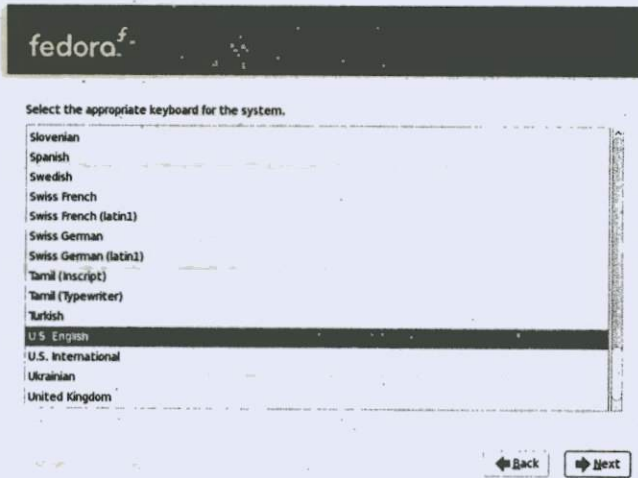 fedora
Select the appropriate keyboard for the system.
Slovenian
Spanish
Swedish
Swiss French
Swiss French (latin1)
Swiss German
Swiss German (latin1)
Tamil (Inscript)
Tamil (Typewriter)
Turkish
U.S. English
U.S. International
Ukrainian
United Kingdom
Back Next